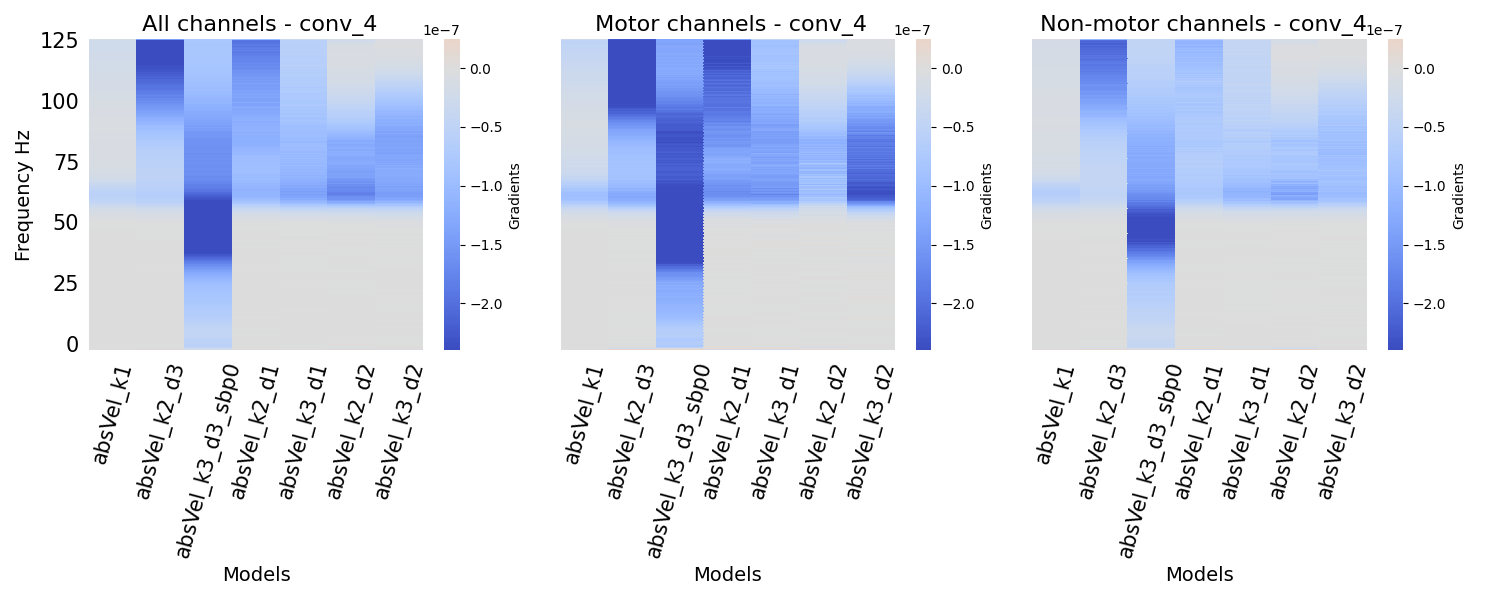 All channels - conv_4
1e−7
Motor channels - conv_4
1e−7
Non-motor channels - conv_4
1e−7
Frequency Hz
125
100
75
50
25
0
0.0
−0.5
−1.0
−1.5
−2.0
Gradients
0.0
−0.5
−1.0
−1.5
−2.0
Gradients
0.0
−0.5
−1.0
−1.5
−2.0
Gradients
absVel_k1
absVel_k2_d3
absVel_k3_d3_sbp0
absVel_k2_d1
absVel_k3_d1
absVel_k2_d2
absVel_k3_d2
absVel_k1
absVel_k2_d3
absVel_k3_d3_sbp0
absVel_k2_d1
absVel_k3_d1
absVel_k2_d2
absVel_k3_d2
absVel_k1
absVel_k2_d3
absVel_k3_d3_sbp0
absVel_k2_d1
absVel_k3_d1
absVel_k2_d2
absVel_k3_d2
Models
Models
Models